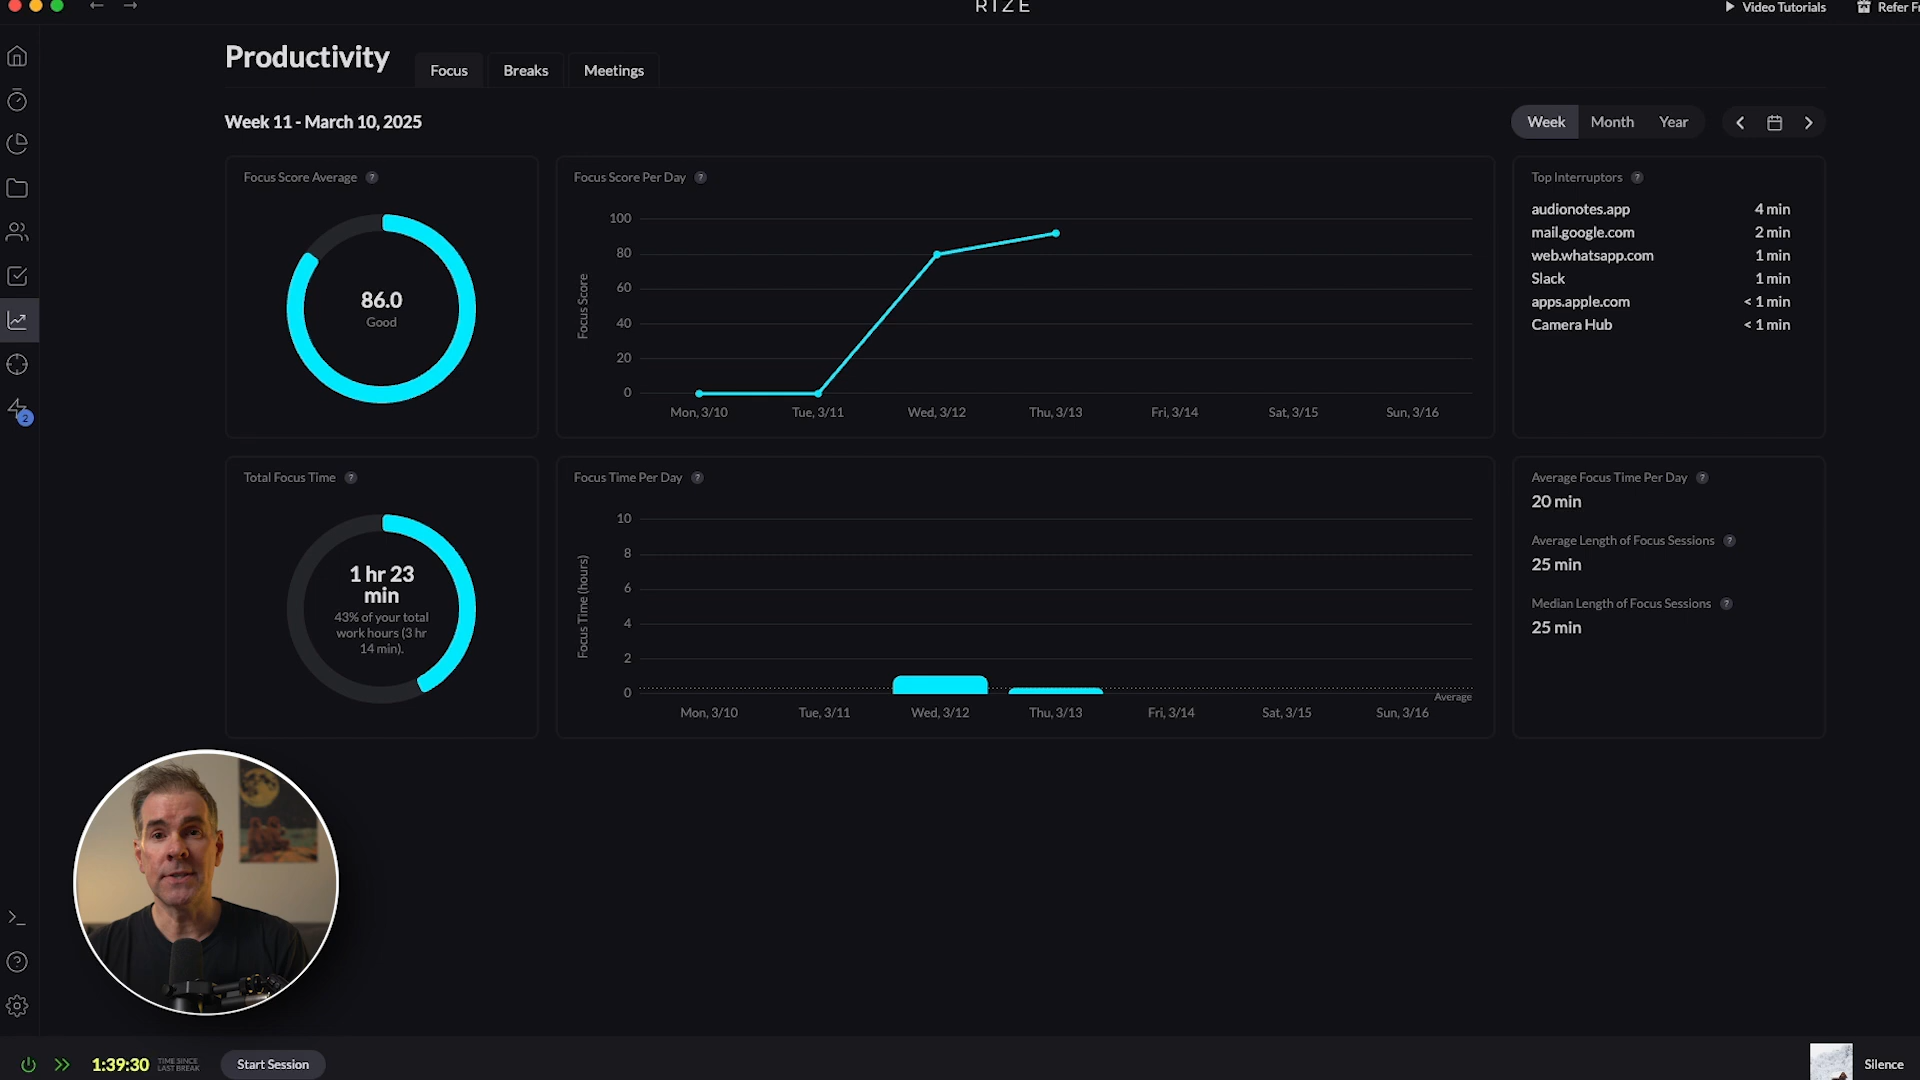 RIZE
Video Tutorials
Refer Fr
Productivity
Focus
Breaks
Meetings
Week 11 - March 10, 2025
Week
Month
Year
Focus Score Average ?
86.0
Good
Focus Score Per Day ?
Focus Score
100
80
60
40
20
0
Mon, 3/10
Tue, 3/11
Wed, 3/12
Thu, 3/13
Fri, 3/14
Sat, 3/15
Sun, 3/16
Top Interruptors ?
audionotes.app 4 min
mail.google.com 2 min
web.whatsapp.com 1 min
Slack 1 min
apps.apple.com < 1 min
Camera Hub < 1 min
2
Total Focus Time ?
1 hr 23
min
43% of your total
work hours (3 hr
14 min).
Focus Time Per Day ?
Focus Time (hours)
10
8
6
4
2
0
Average
Mon, 3/10
Tue, 3/11
Wed, 3/12
Thu, 3/13
Fri, 3/14
Sat, 3/15
Sun, 3/16
Average Focus Time Per Day ?
20 min
Average Length of Focus Sessions ?
25 min
Median Length of Focus Sessions ?
25 min
1:39:30
TIME SINCE
LAST BREAK
Start Session
Silence